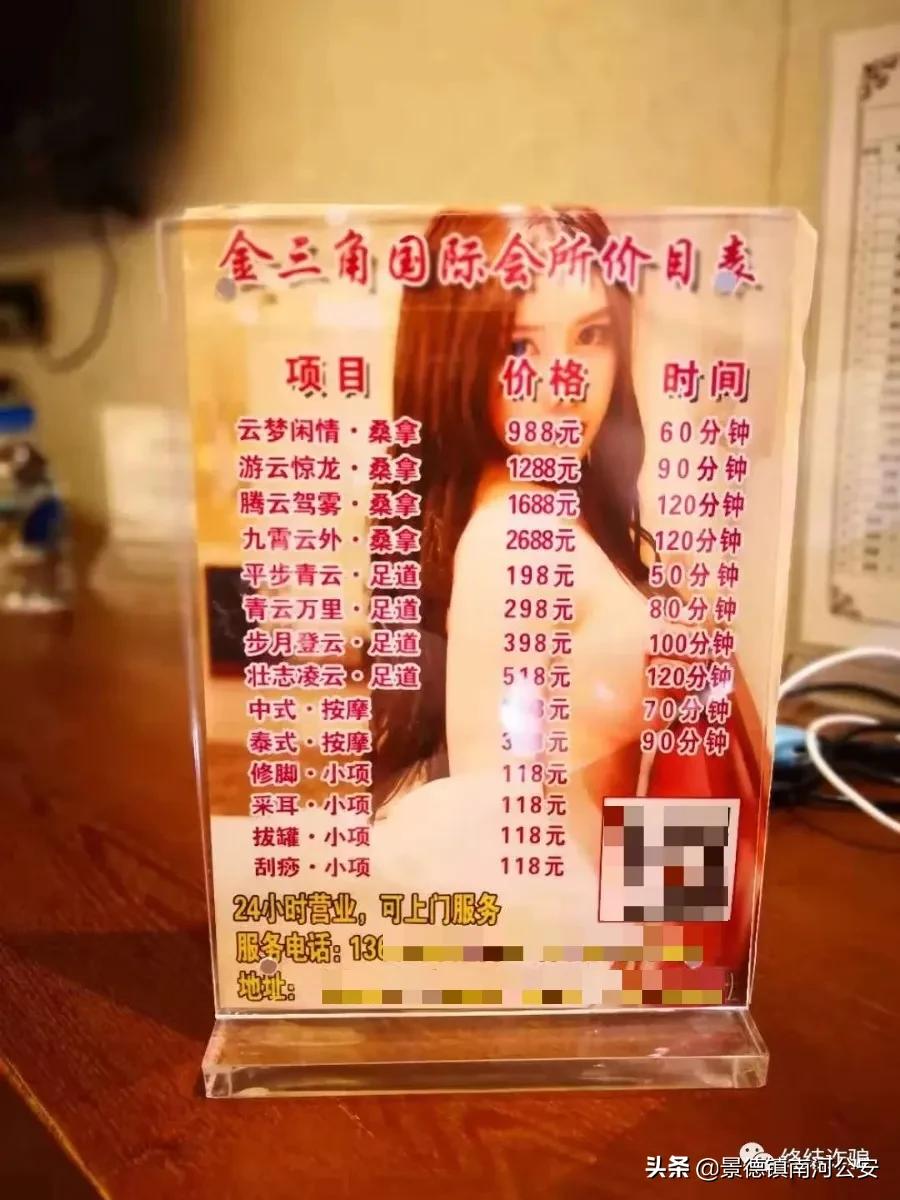 金三角国际会所价目表
项目 价格 时间
云梦闲情·桑拿 988元 60分钟
游云惊龙·桑拿 1288元 90分钟
腾云驾雾·桑拿 1688元 120分钟
九霄云外·桑拿 2688元 120分钟
平步青云·足道 198元 50分钟
青云万里·足道 298元 80分钟
步月登云·足道 398元 100分钟
壮志凌云·足道 518元 120分钟
中式·按摩 70分钟
泰式·按摩 90分钟
修脚·小项 118元
采耳·小项 118元
拔罐·小项 118元
刮痧·小项 118元
24小时营业，可上门服务
服务电话：136
地址：
终结诈骗
头条 @景德镇南河公安